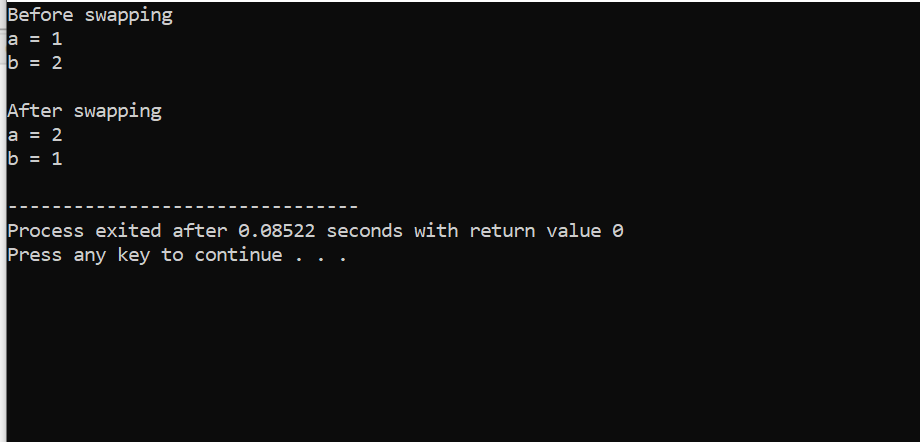 Before swapping
a = 1
b = 2

After swapping
a = 2
b = 1

--------------------------------
Process exited after 0.08522 seconds with return value 0
Press any key to continue . . .